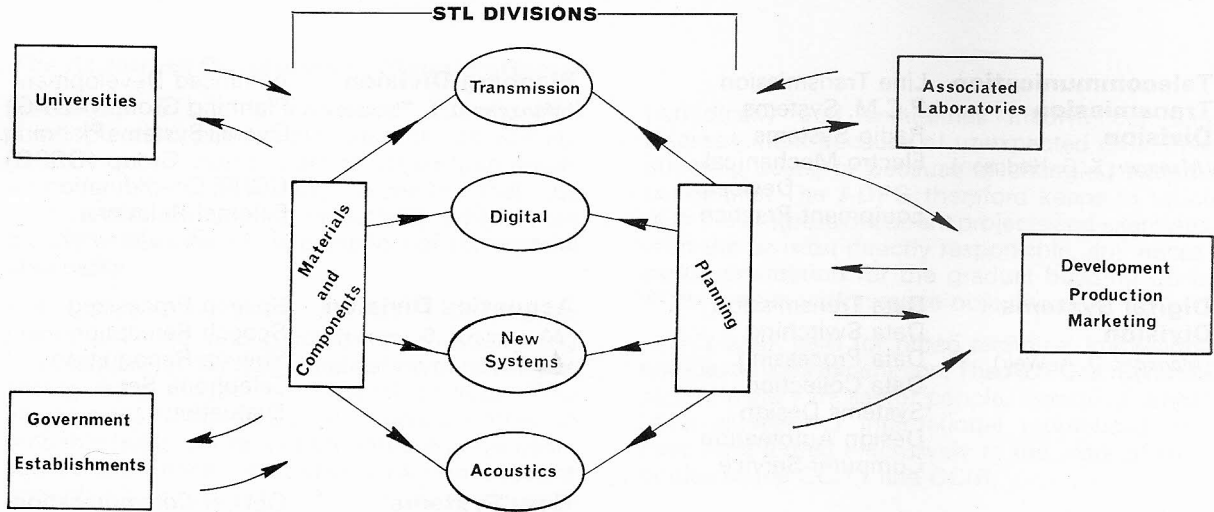 STL DIVISIONS
Universities
Transmission
Associated
Laboratories
Materials
and
Components
Digital
Planning
Development
Production
Marketing
New
Systems
Government
Establishments
Acoustics